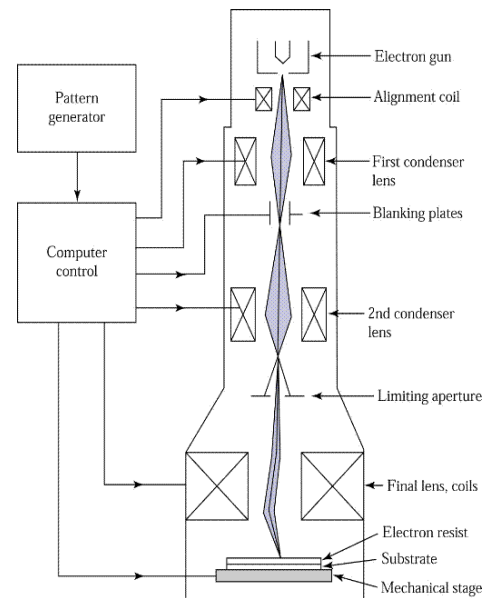 Electron gun
Pattern
generator
Alignment coil
First condenser
lens
Blanking plates
Computer
control
2nd condenser
lens
Limiting aperture
Final lens, coils
Electron resist
Substrate
Mechanical stage